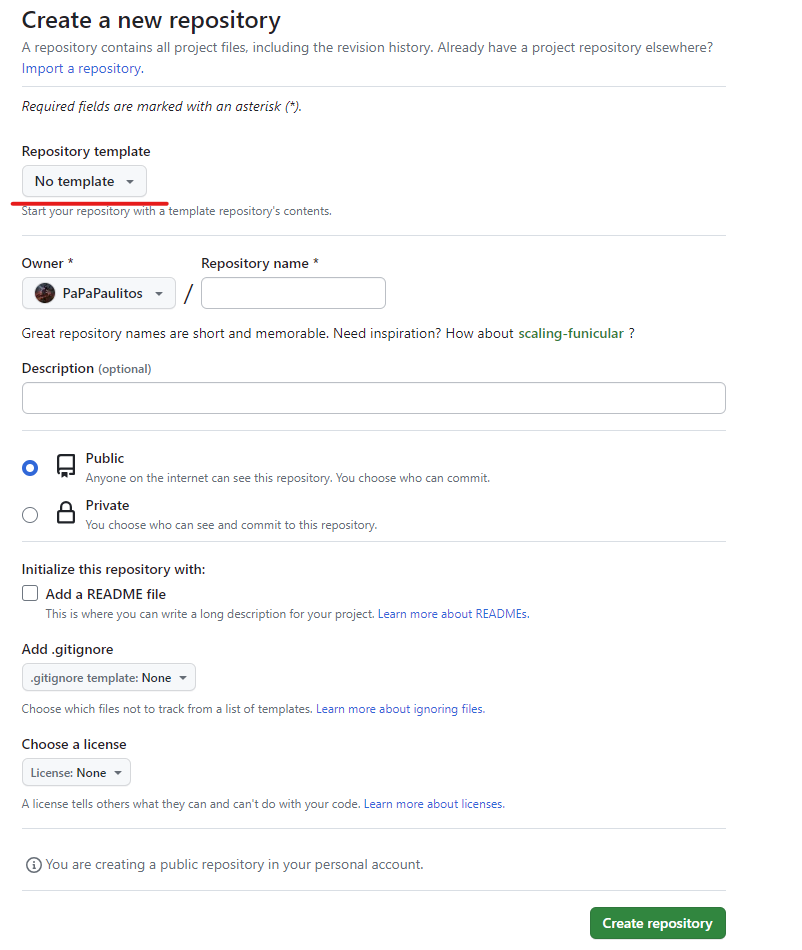 Create a new repository
A repository contains all project files, including the revision history. Already have a project repository elsewhere?
Import a repository.
Required fields are marked with an asterisk (*).
Repository template
No template
Start your repository with a template repository's contents.
Owner * Repository name *
PaPaPaulitos /
Great repository names are short and memorable. Need inspiration? How about scaling-funicular ?
Description (optional)
Public
Anyone on the internet can see this repository. You choose who can commit.
Private
You choose who can see and commit to this repository.
Initialize this repository with:
Add a README file
This is where you can write a long description for your project. Learn more about READMEs.
Add .gitignore
.gitignore template: None
Choose which files not to track from a list of templates. Learn more about ignoring files.
Choose a license
License: None
A license tells others what they can and can't do with your code. Learn more about licenses.
You are creating a public repository in your personal account.
Create repository